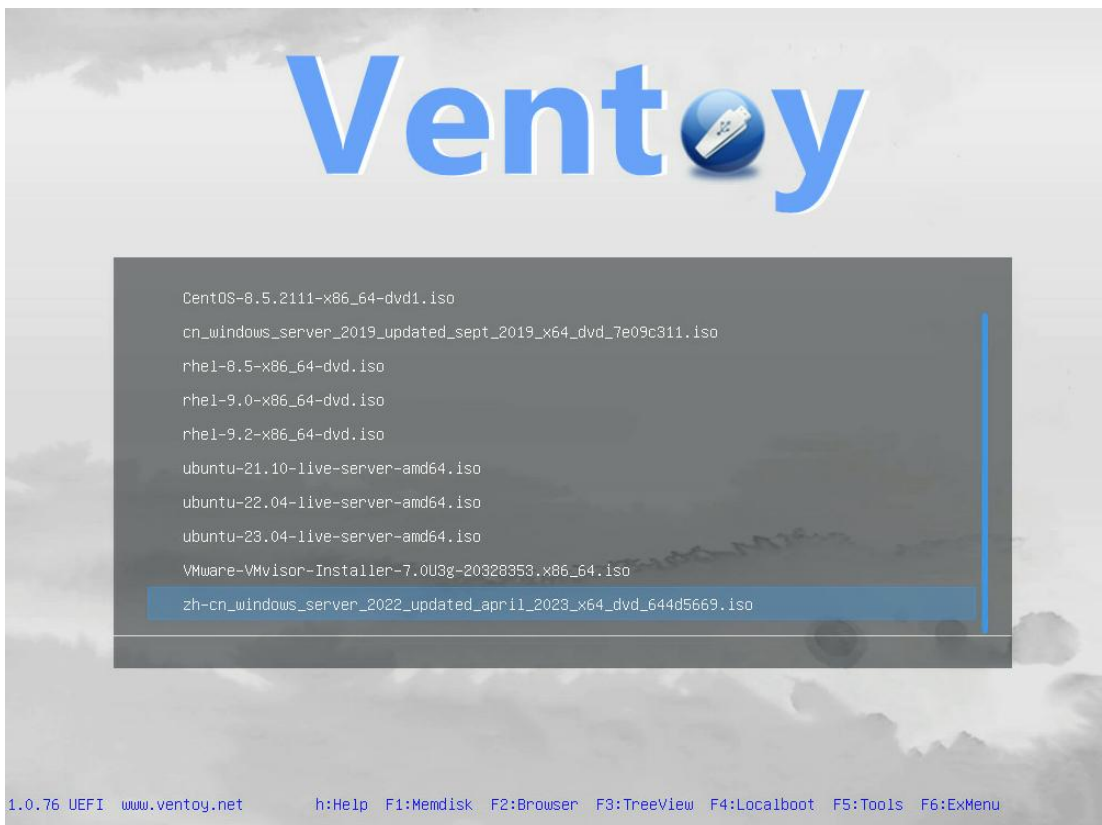 Ventoy
CentOS-8.5.2111-x86_64-dvd1.iso
cn_windows_server_2019_updated_sept_2019_x64_dvd_7e09c311.iso
rhel-8.5-x86_64-dvd.iso
rhel-9.0-x86_64-dvd.iso
rhel-9.2-x86_64-dvd.iso
ubuntu-21.10-live-server-amd64.iso
ubuntu-22.04-live-server-amd64.iso
ubuntu-23.04-live-server-amd64.iso
VMware-VMvisor-Installer-7.0U3g-20328353.x86_64.iso
zh-cn_windows_server_2022_updated_april_2023_x64_dvd_644d5669.iso
1.0.76 UEFI www.ventoy.net h:Help F1:Memdisk F2:Browser F3:TreeView F4:Localboot F5:Tools F6:ExMenu